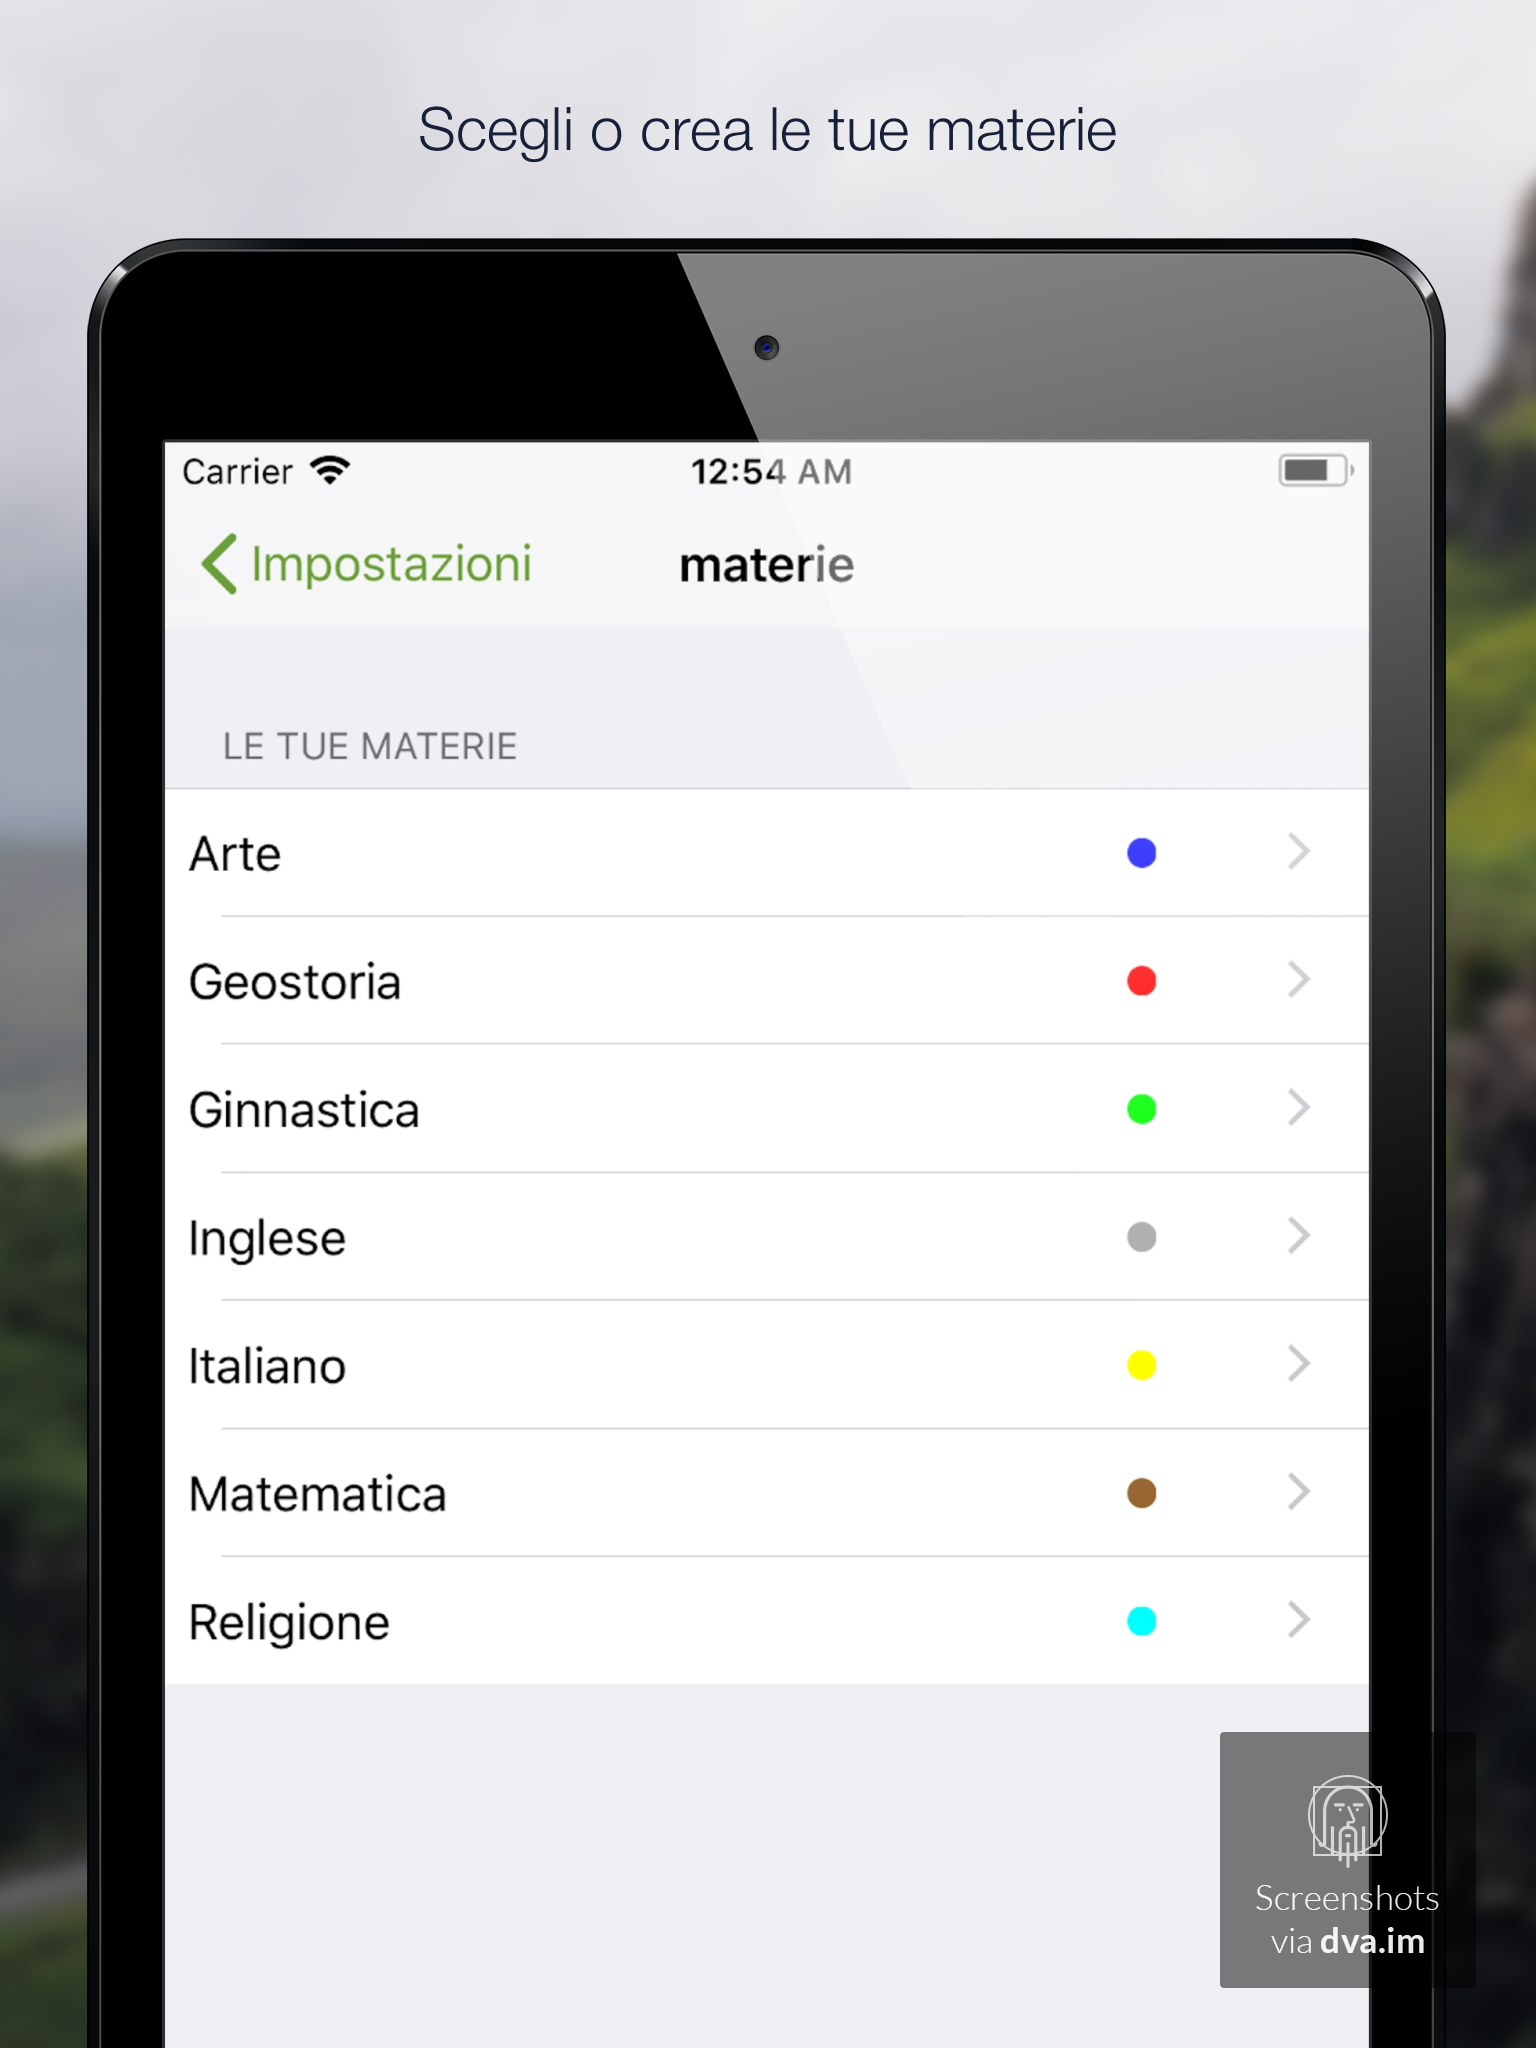 Scegli o crea le tue materie
Carrier
12:54 AM
Impostazioni
materie
LE TUE MATERIE
Arte
Geostoria
Ginnastica
Inglese
Italiano
Matematica
Religione
Screenshots
via dva.im